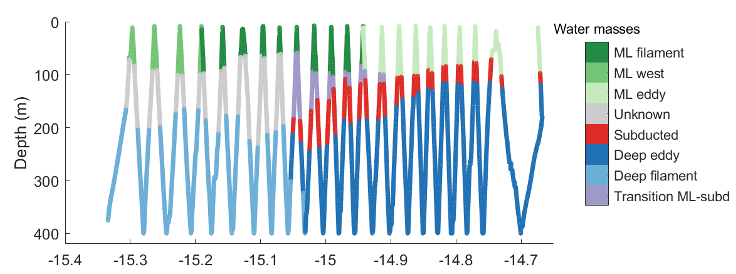 Water masses
ML filament
ML west
ML eddy
Unknown
Subducted
Deep eddy
Deep filament
Transition ML-subd
Depth (m)
0
100
200
300
400
-15.4 -15.3 -15.2 -15.1 -15 -14.9 -14.8 -14.7